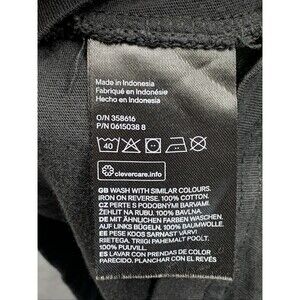 Made in Indonesia
Fabriqué en Indonésie
Hecho en Indonesia
O/N 358616
P/N 0615038 8
40
clevercare.info
GB WASH WITH SIMILAR COLOURS.
IRON ON REVERSE. 100% COTTON.
CZ PERTE S PODOBNÝMI BARVAMI.
ŽEHLIT NA RUBU. 100% BAVLNA.
DE MIT ÄHNLICHEN FARBEN WASCHEN,
AUF LINKS BÜGELN. 100% BAUMWOLLE.
EE PESE KOOS SARNAST VÄRVI
RIIETEGA. TRIIGI PAHEMALT POOLT.
100% PUUVILL.
ES LAVAR CON PRENDAS DE COLOR
PARECIDO. PLANCHAR CON EL REVÉS